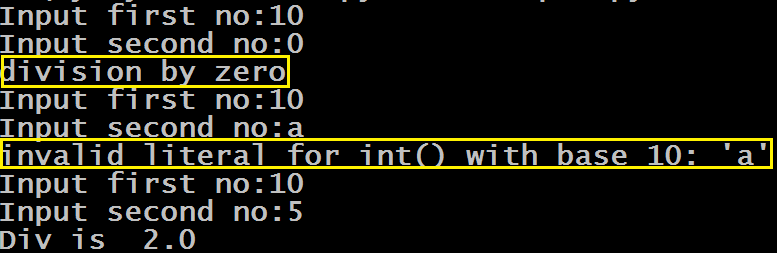 Input first no:10
Input second no:0
division by zero
Input first no:10
Input second no:a
invalid literal for int() with base 10: 'a'
Input first no:10
Input second no:5
Div is  2.0